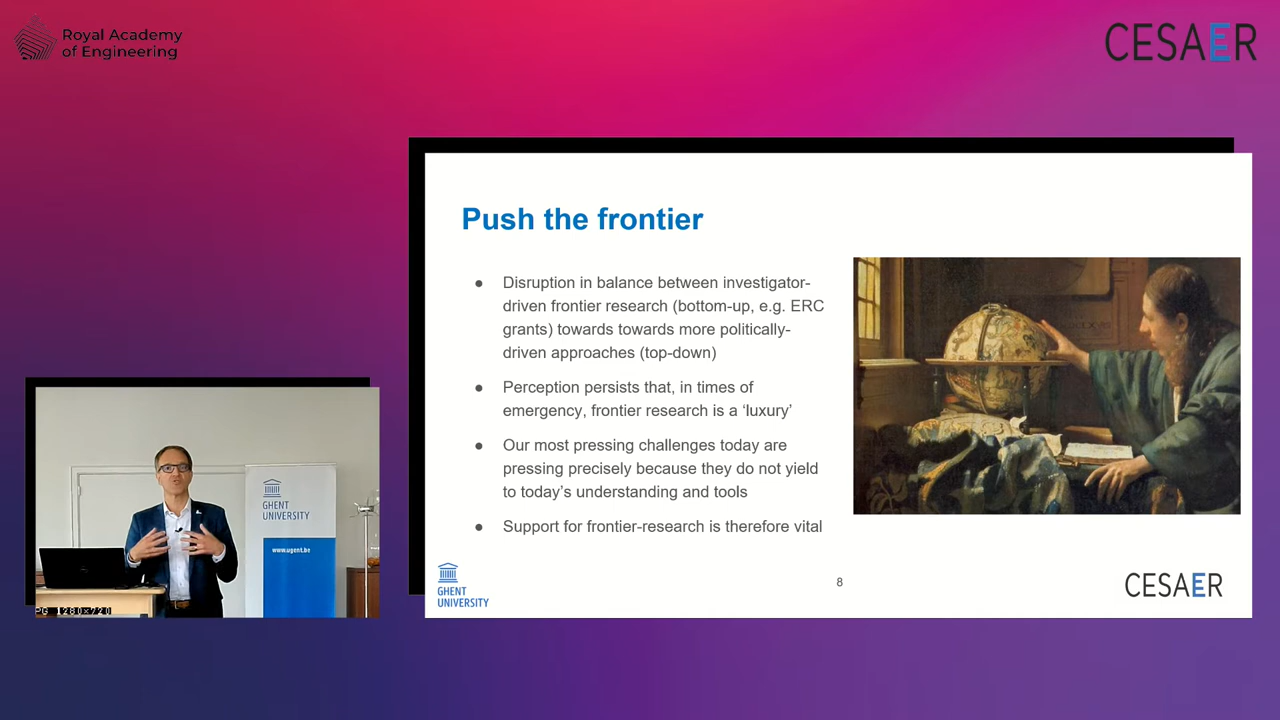 Royal Academy
of Engineering
CESAER
Push the frontier
● Disruption in balance between investigator-
driven frontier research (bottom-up, e.g. ERC
grants) towards towards more politically-
driven approaches (top-down)
● Perception persists that, in times of
emergency, frontier research is a ‘luxury’
● Our most pressing challenges today are
pressing precisely because they do not yield
to today’s understanding and tools
● Support for frontier-research is therefore vital
GHENT
UNIVERSITY
8
CESAER
GHENT
UNIVERSITY
www.ugent.be
PG 1280x720